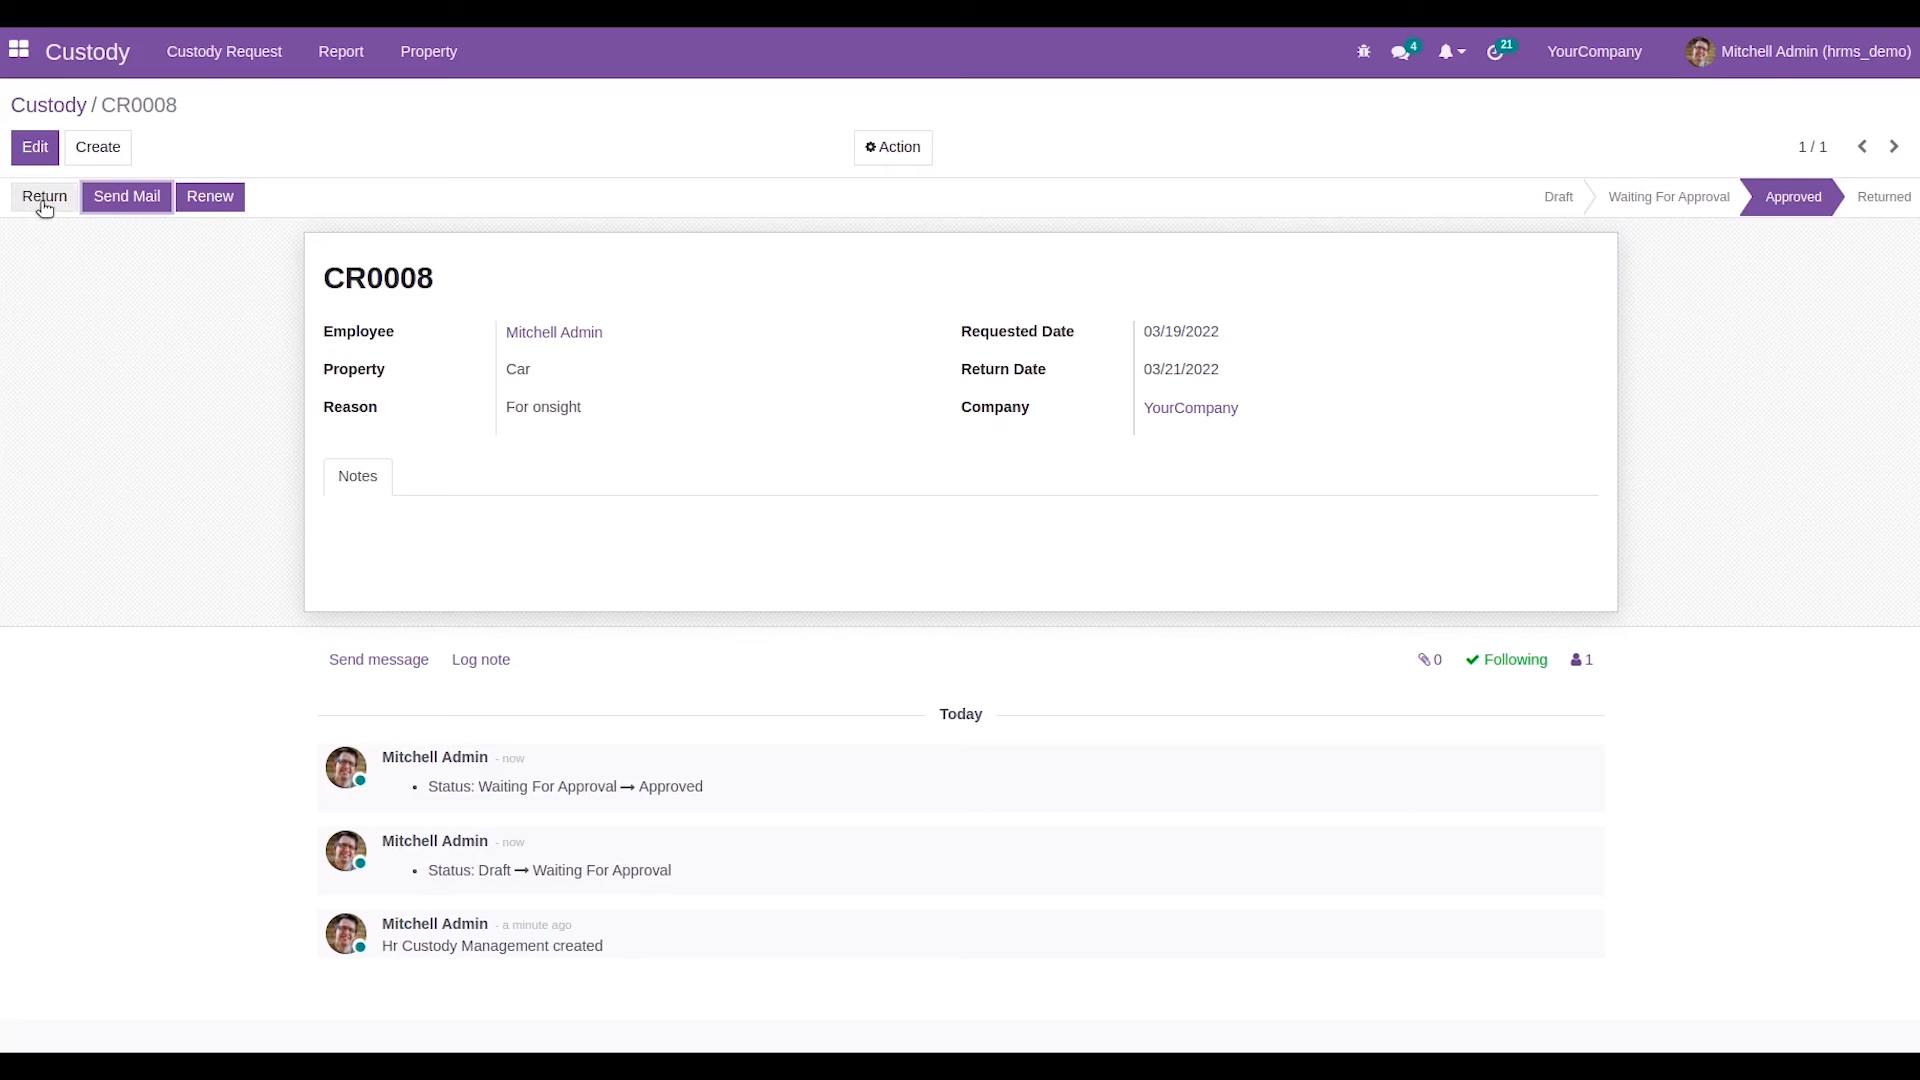 Custody Custody Request Report Property 4 21 YourCompany Mitchell Admin (hrms_demo)
Custody / CR0008
Edit Create Action 1 / 1
Return Send Mail Renew Draft Waiting For Approval Approved Returned
CR0008
Employee Mitchell Admin Requested Date 03/19/2022
Property Car Return Date 03/21/2022
Reason For onsight Company YourCompany
Notes
Send message Log note 0 Following 1
Today
Mitchell Admin - now
• Status: Waiting For Approval → Approved
Mitchell Admin - now
• Status: Draft → Waiting For Approval
Mitchell Admin - a minute ago
Hr Custody Management created